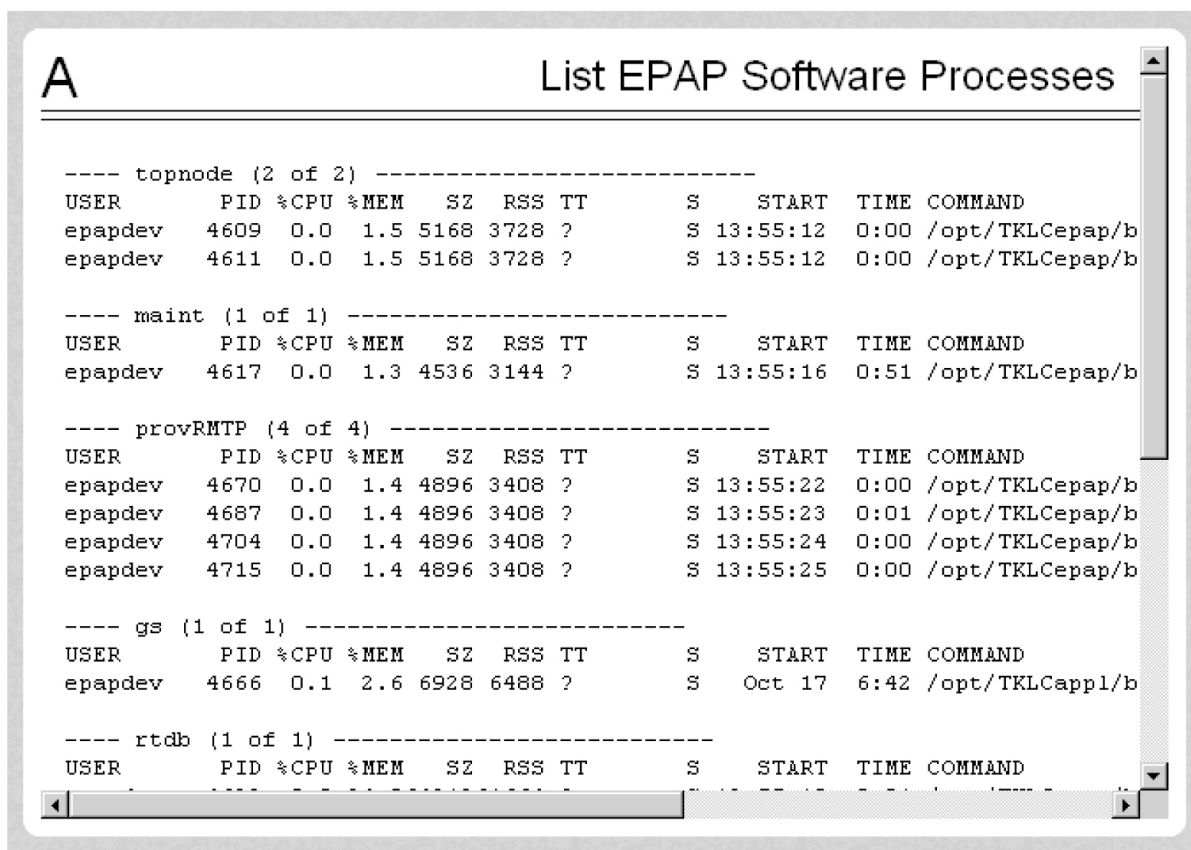 A List EPAP Software Processes
---- topnode (2 of 2) ---------------------------
USER PID %CPU %MEM SZ RSS TT S START TIME COMMAND
epapdev 4609 0.0 1.5 5168 3728 ? S 13:55:12 0:00 /opt/TKLCepap/b
epapdev 4611 0.0 1.5 5168 3728 ? S 13:55:12 0:00 /opt/TKLCepap/b
---- maint (1 of 1) ---------------------------
USER PID %CPU %MEM SZ RSS TT S START TIME COMMAND
epapdev 4617 0.0 1.3 4536 3144 ? S 13:55:16 0:51 /opt/TKLCepap/b
---- provRMTP (4 of 4) ---------------------------
USER PID %CPU %MEM SZ RSS TT S START TIME COMMAND
epapdev 4670 0.0 1.4 4896 3408 ? S 13:55:22 0:00 /opt/TKLCepap/b
epapdev 4687 0.0 1.4 4896 3408 ? S 13:55:23 0:01 /opt/TKLCepap/b
epapdev 4704 0.0 1.4 4896 3408 ? S 13:55:24 0:00 /opt/TKLCepap/b
epapdev 4715 0.0 1.4 4896 3408 ? S 13:55:25 0:00 /opt/TKLCepap/b
---- gs (1 of 1) ---------------------------
USER PID %CPU %MEM SZ RSS TT S START TIME COMMAND
epapdev 4666 0.1 2.6 6928 6488 ? S Oct 17 6:42 /opt/TKLCappl/b
---- rtdb (1 of 1) ---------------------------
USER PID %CPU %MEM SZ RSS TT S START TIME COMMAND